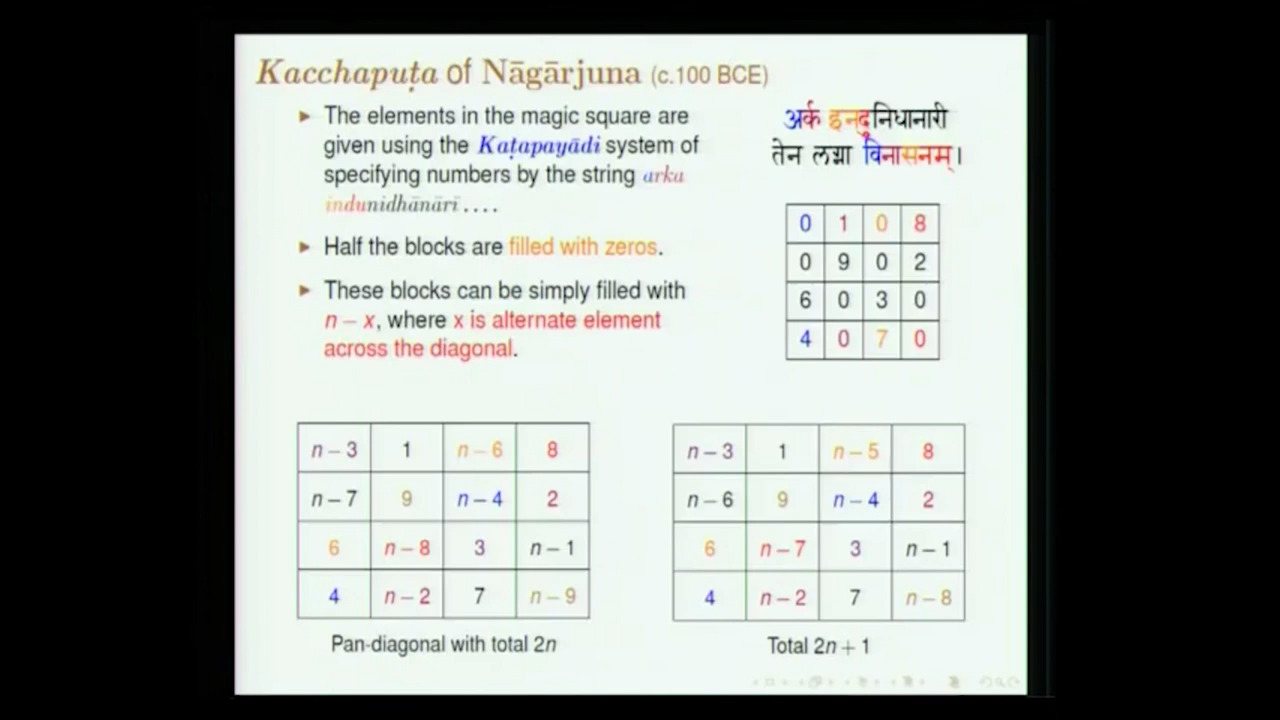 Kacchapuṭa of Nāgārjuna (c.100 BCE)
► The elements in the magic square are
given using the Kaṭapayādi system of
specifying numbers by the string arka
indunidhānārī ....
► Half the blocks are filled with zeros.
► These blocks can be simply filled with
n − x, where x is alternate element
across the diagonal.
अर्क इन्दुनिधानारी
तेन लग्ना विनासनम्।
0 1 0 8
0 9 0 2
6 0 3 0
4 0 7 0
n − 3 1 n − 6 8
n − 7 9 n − 4 2
6 n − 8 3 n − 1
4 n − 2 7 n − 9
Pan-diagonal with total 2n
n − 3 1 n − 5 8
n − 6 9 n − 4 2
6 n − 7 3 n − 1
4 n − 2 7 n − 8
Total 2n + 1